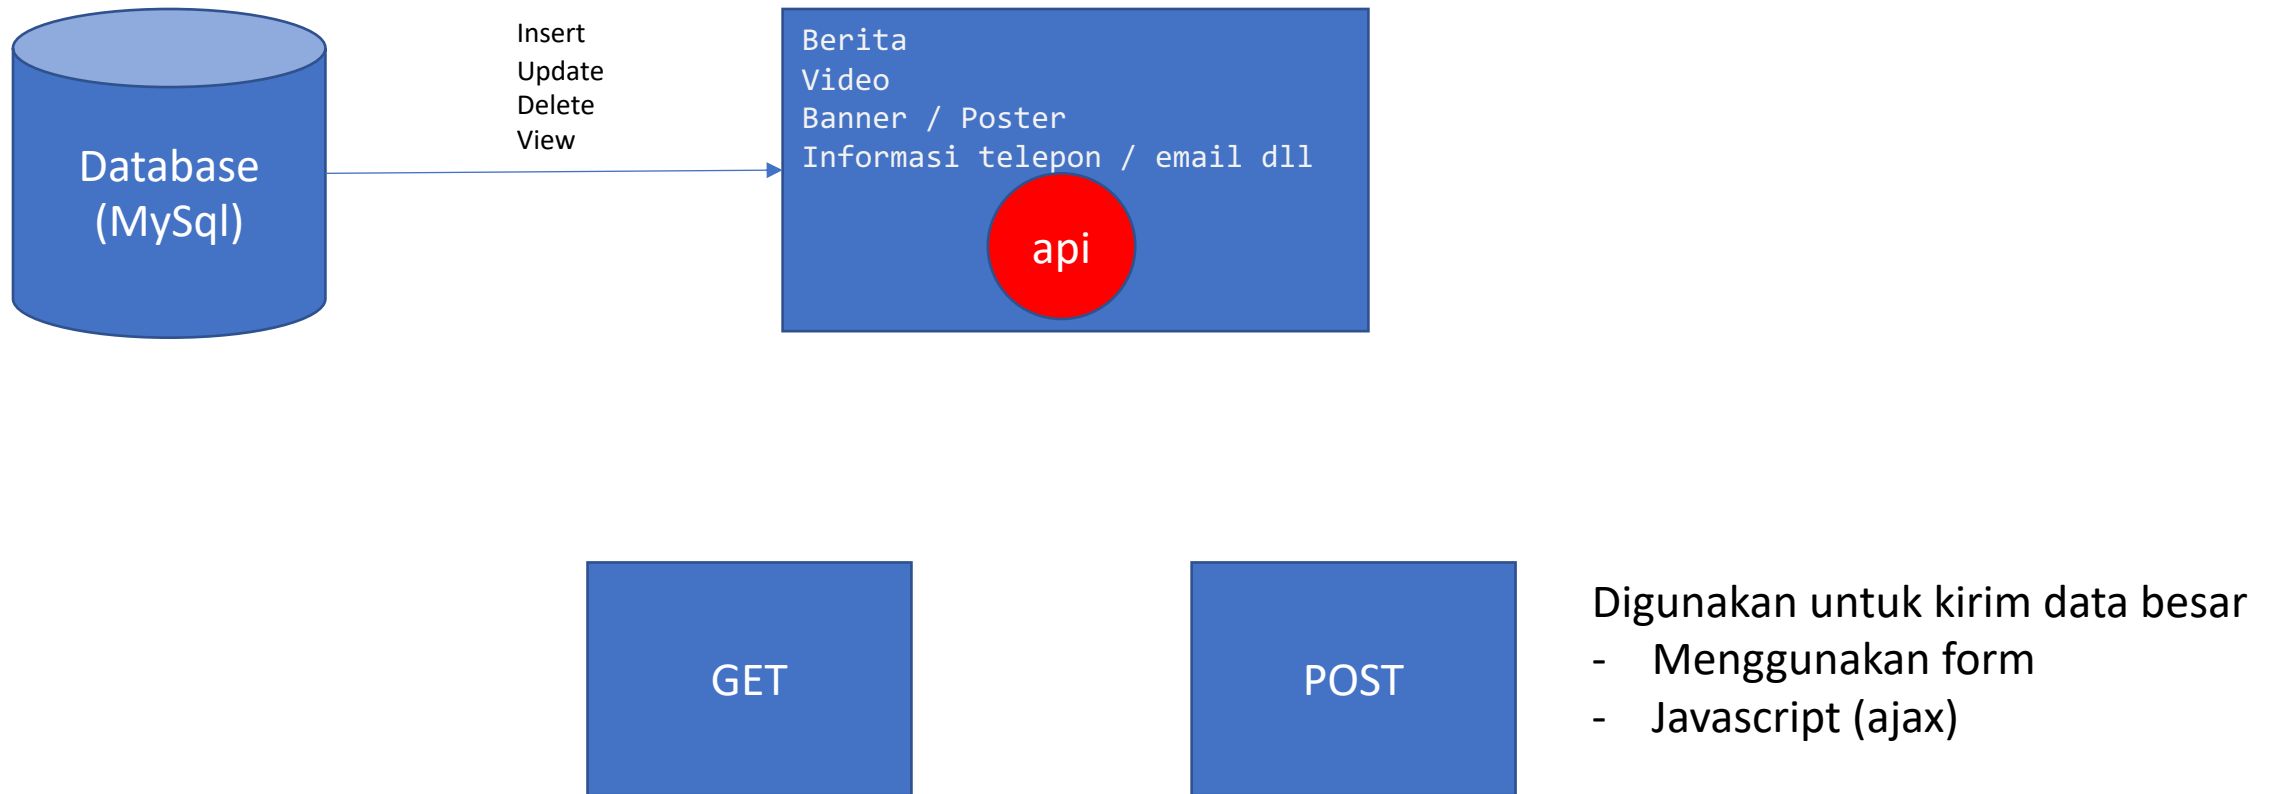 Database
(MySql)
Insert
Update
Delete
View
Berita
Video
Banner / Poster
Informasi telepon / email dll
api
GET
POST
Digunakan untuk kirim data besar
- Menggunakan form
- Javascript (ajax)